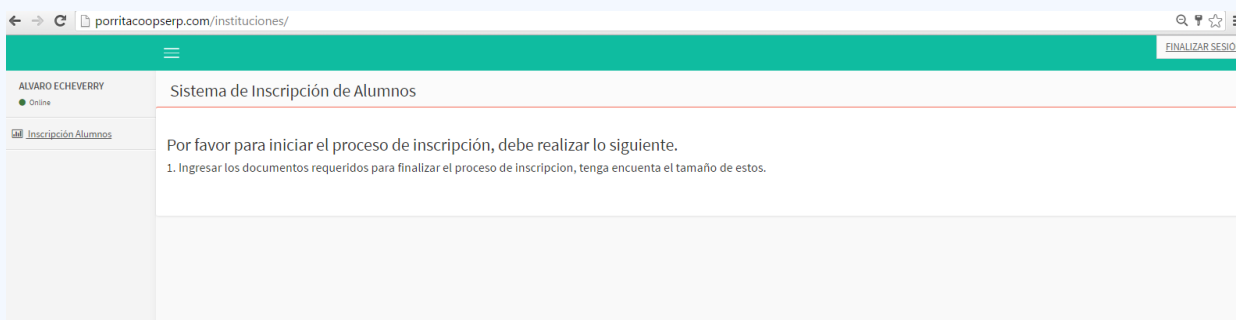 porritacoopserp.com/instituciones/
FINALIZAR SESIÓ
ALVARO ECHEVERRY
Online
Sistema de Inscripción de Alumnos
Inscripción Alumnos
Por favor para iniciar el proceso de inscripción, debe realizar lo siguiente.
1. Ingresar los documentos requeridos para finalizar el proceso de inscripcion, tenga encuenta el tamaño de estos.